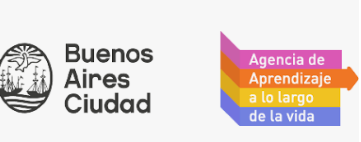 Buenos
Aires
Ciudad
Agencia de
Aprendizaje
a lo largo
de la vida